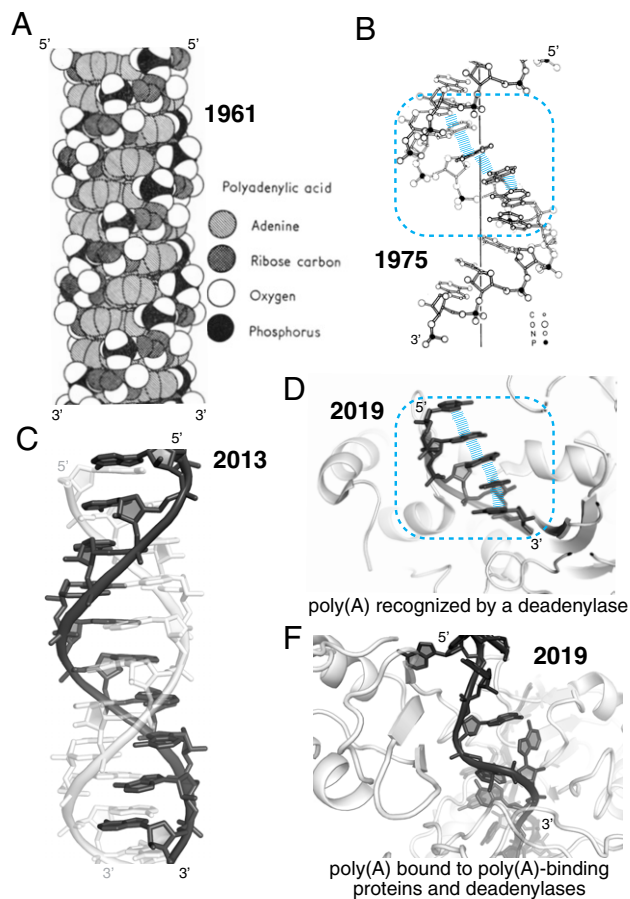 A
5'
5'
1961
Polyadenylic acid
Adenine
Ribose carbon
Oxygen
Phosphorus
3'
3'
B
5'
1975
C
O
N
P
3'
C
5'
5'
2013
3'
3'
D
2019
5'
3'
poly(A) recognized by a deadenylase
F
5'
2019
3'
poly(A) bound to poly(A)-binding
proteins and deadenylases